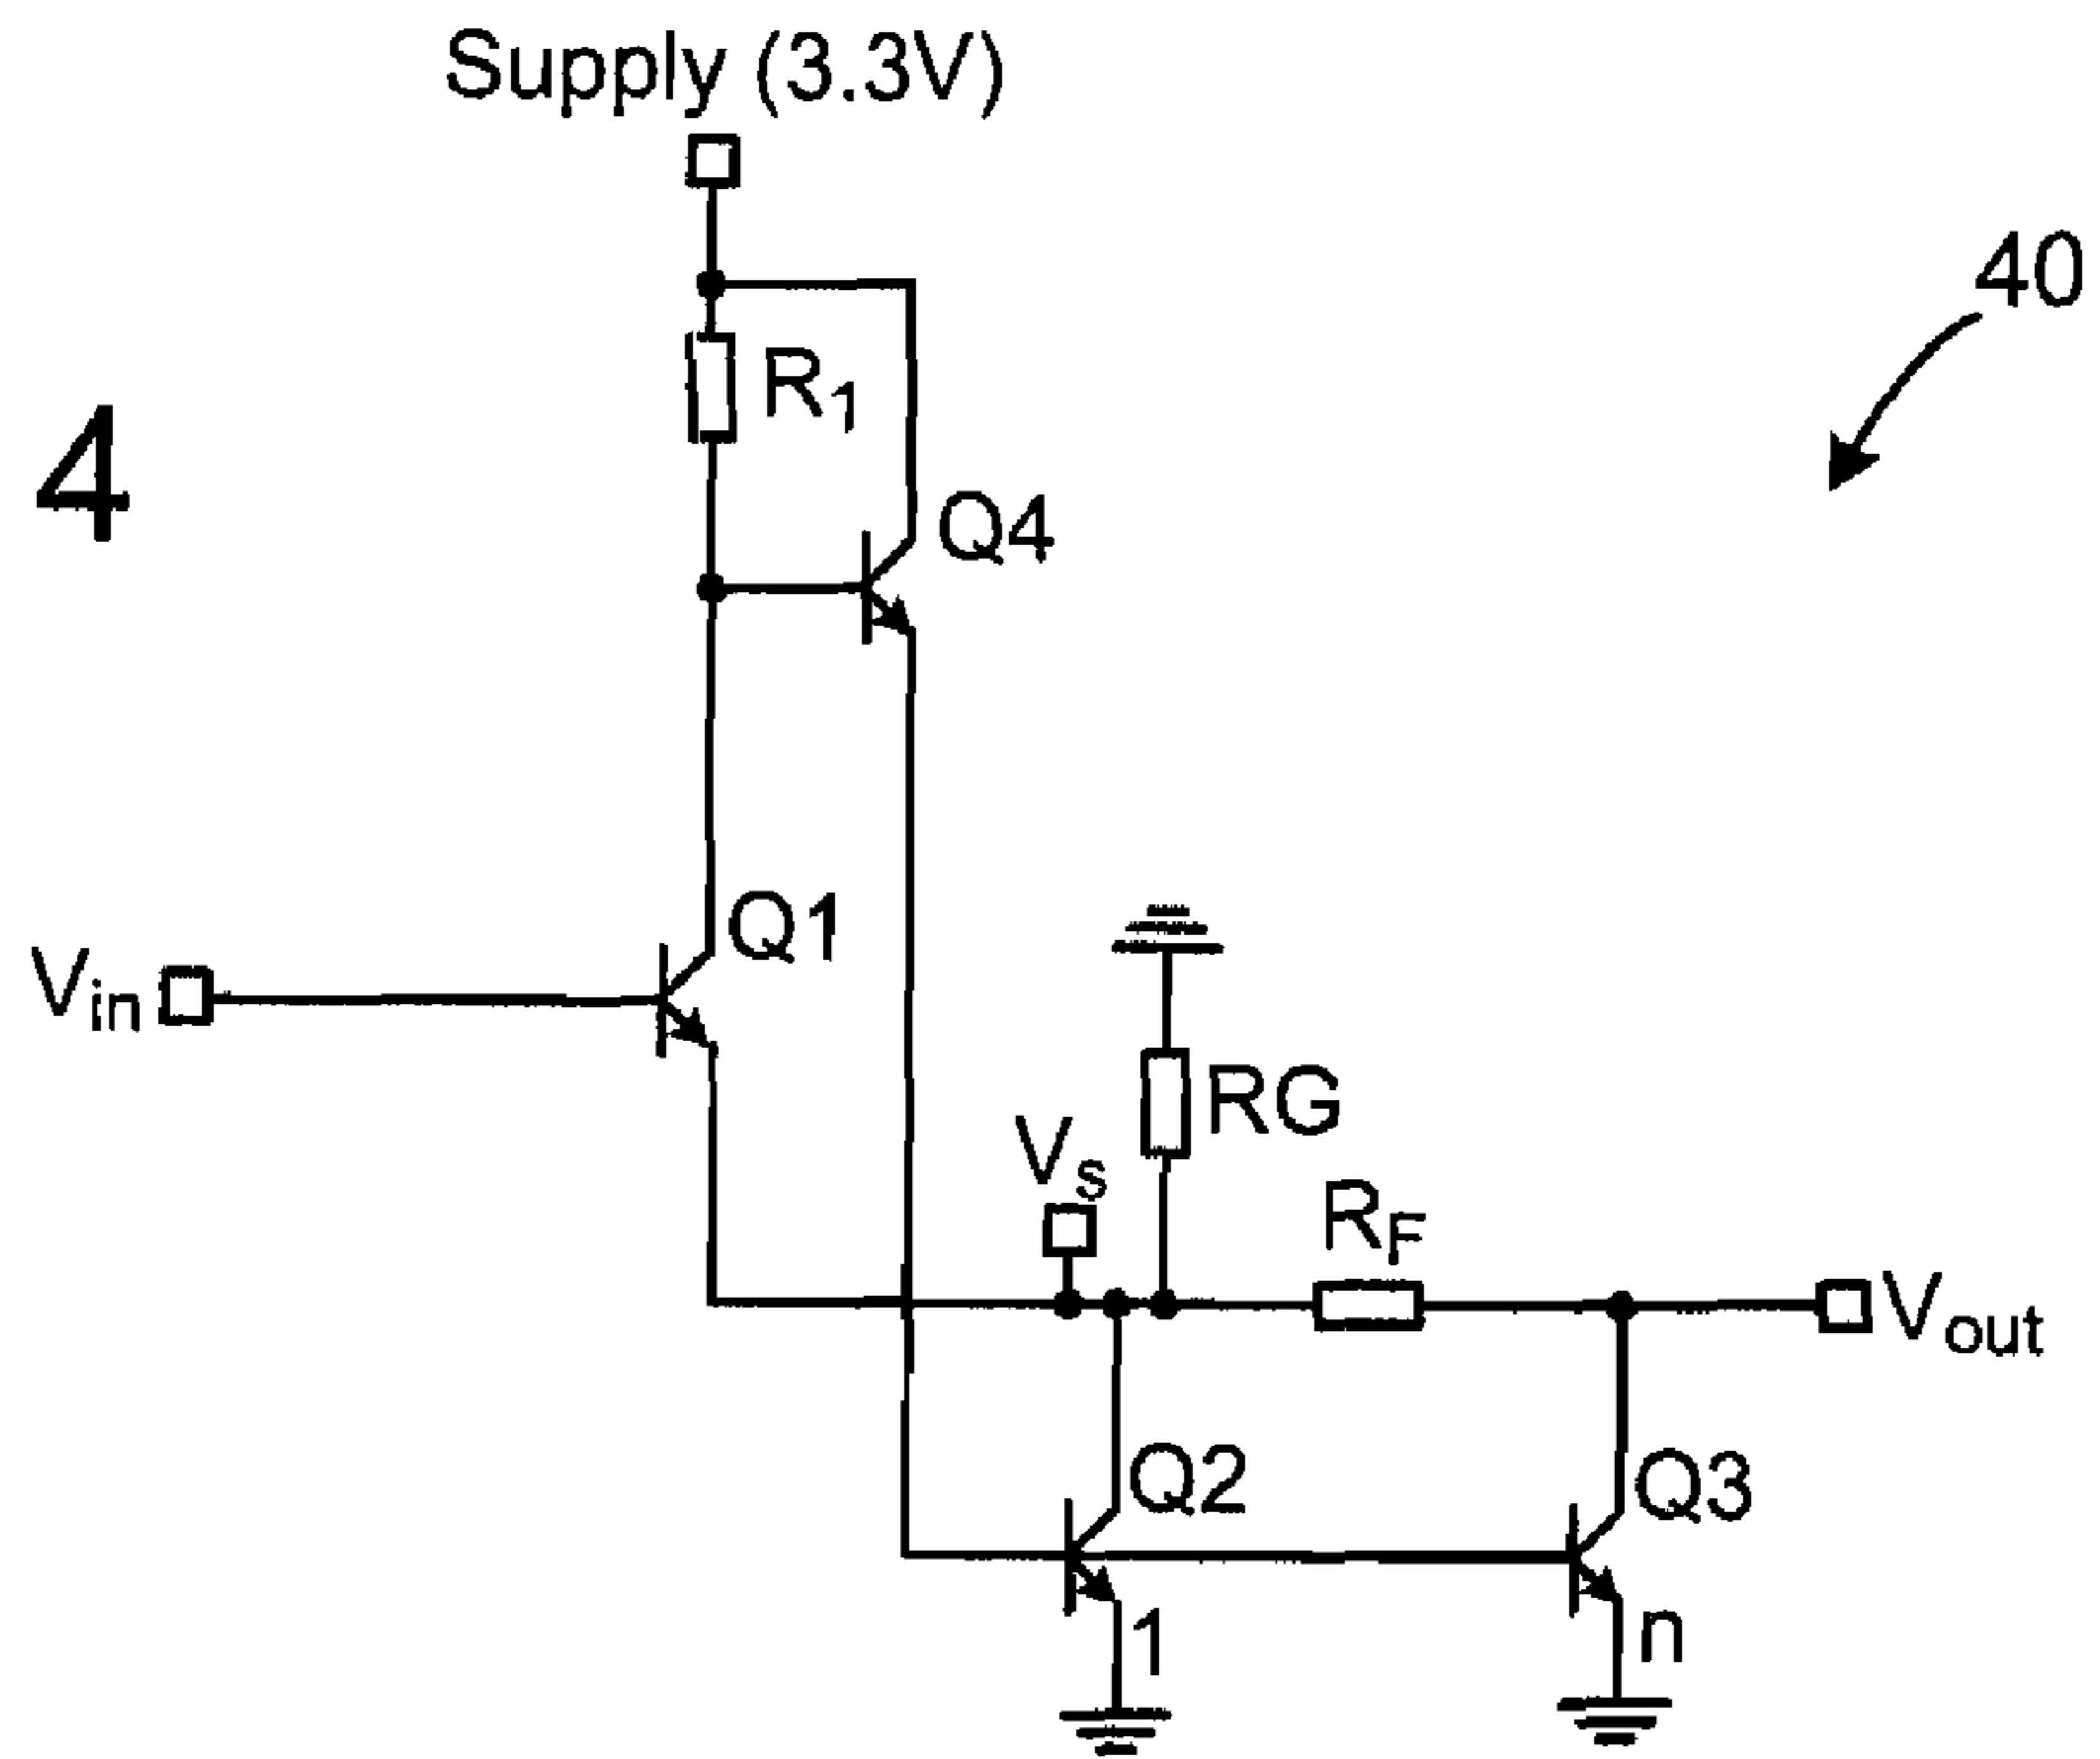 Supply (3.3V)
40
R1
4
Q4
Q1
Vin
RG
Vs
RF
Vout
Q2
Q3
1
n